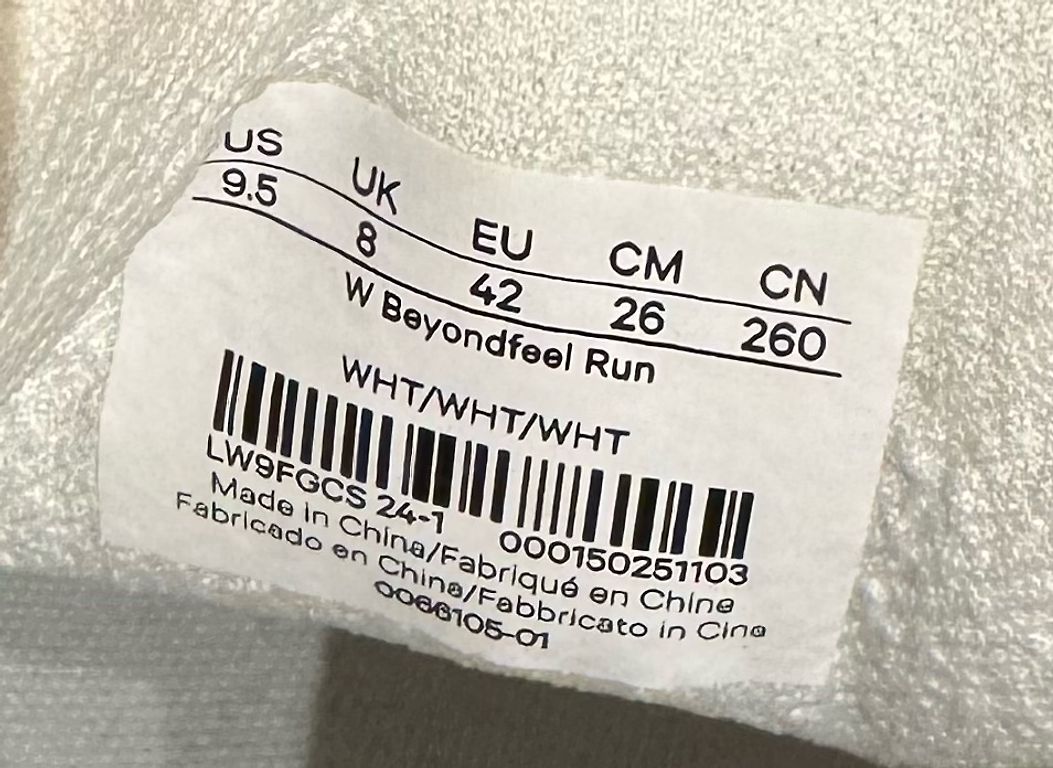 US UK EU CM CN
9.5 8 42 26 260
W Beyondfeel Run
WHT/WHT/WHT
LW9FGCS 24-1 000150251103
Made in China/Fabriqué en Chine
Fabricado en China/Fabbricato in Cina
0066105-01